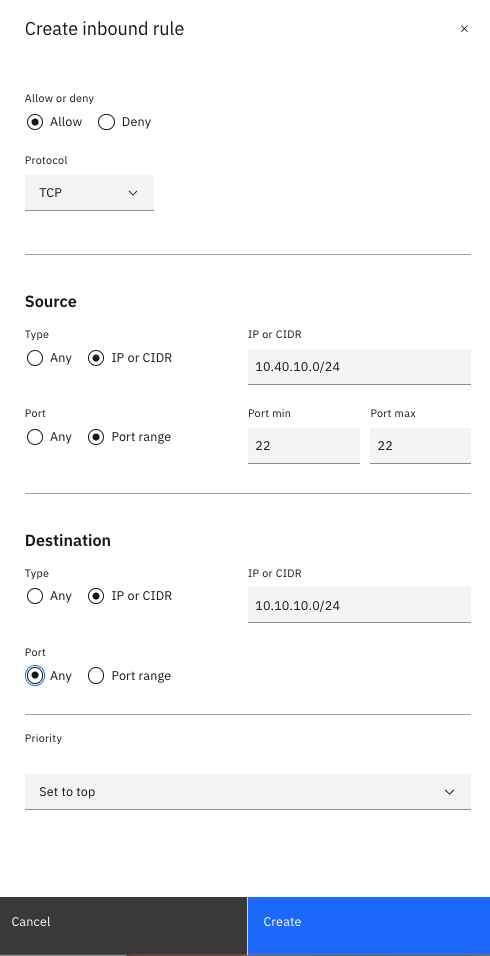 Create inbound rule
Allow or deny
Allow Deny
Protocol
TCP
Source
Type IP or CIDR
Any IP or CIDR 10.40.10.0/24
Port Port min Port max
Any Port range 22 22
Destination
Type IP or CIDR
Any IP or CIDR 10.10.10.0/24
Port
Any Port range
Priority
Set to top
Cancel Create